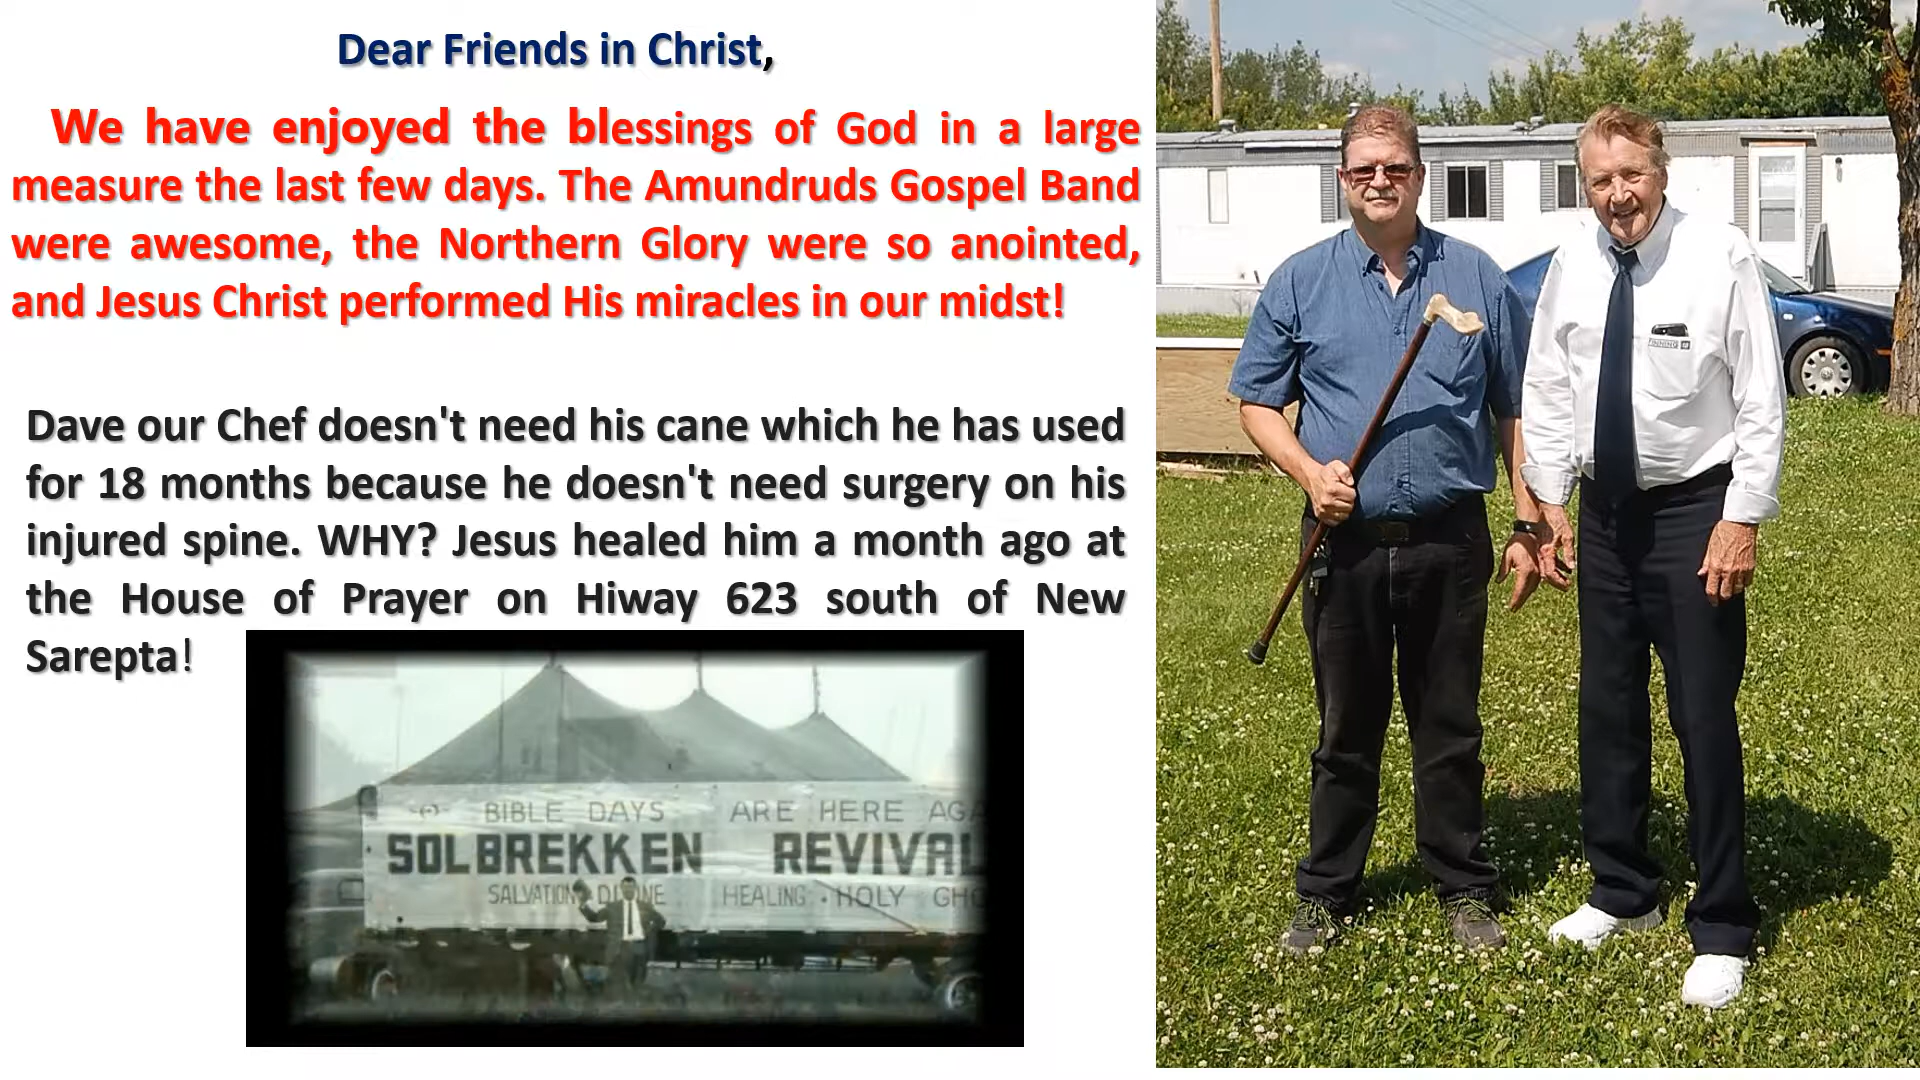 Dear Friends in Christ,
We have enjoyed the blessings of God in a large
measure the last few days. The Amundruds Gospel Band
were awesome, the Northern Glory were so anointed,
and Jesus Christ performed His miracles in our midst!
Dave our Chef doesn't need his cane which he has used
for 18 months because he doesn't need surgery on his
injured spine. WHY? Jesus healed him a month ago at
the House of Prayer on Hiway 623 south of New
Sarepta!
BIBLE DAYS ARE HERE AGA
SOLBREKKEN REVIVAL
SALVATION DIVINE HEALING · HOLY GHO